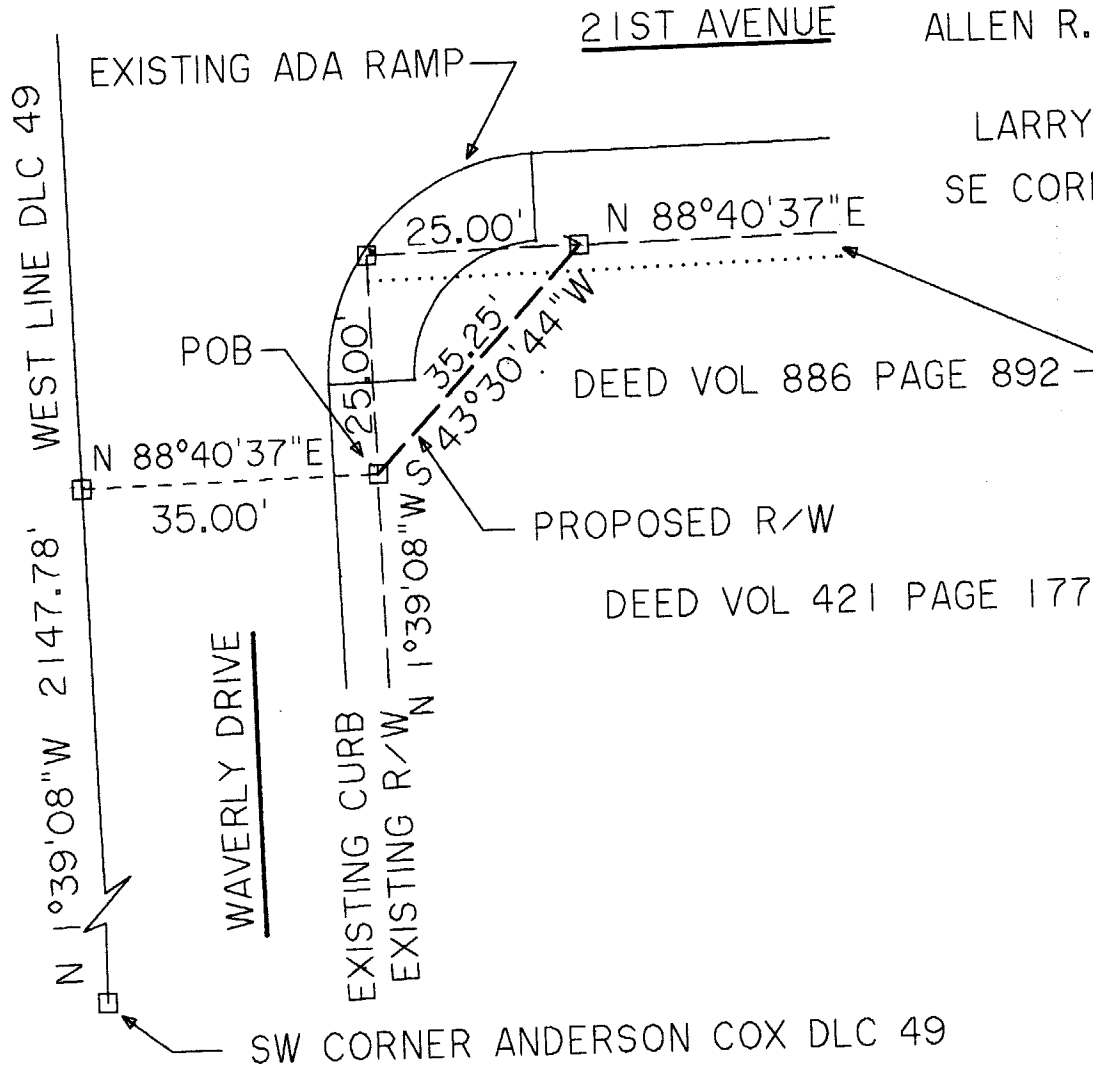 21ST AVENUE
ALLEN R.
EXISTING ADA RAMP
LARRY
WEST LINE DLC 49
25.00'
N 88°40'37"E
POB
25.00'
35.25'
S 43°30'44"W
DEED VOL 886 PAGE 892
N 88°40'37"E
35.00'
PROPOSED R/W
N 1°39'08"W
DEED VOL 421 PAGE 177
N 1°39'08"W 2147.78'
WAVERLY DRIVE
EXISTING CURB
EXISTING R/W
SW CORNER ANDERSON COX DLC 49